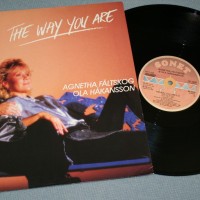 THE WAY YOU ARE
AGNETHA FÄLTSKOG
OLA HÅKANSSON
SONET